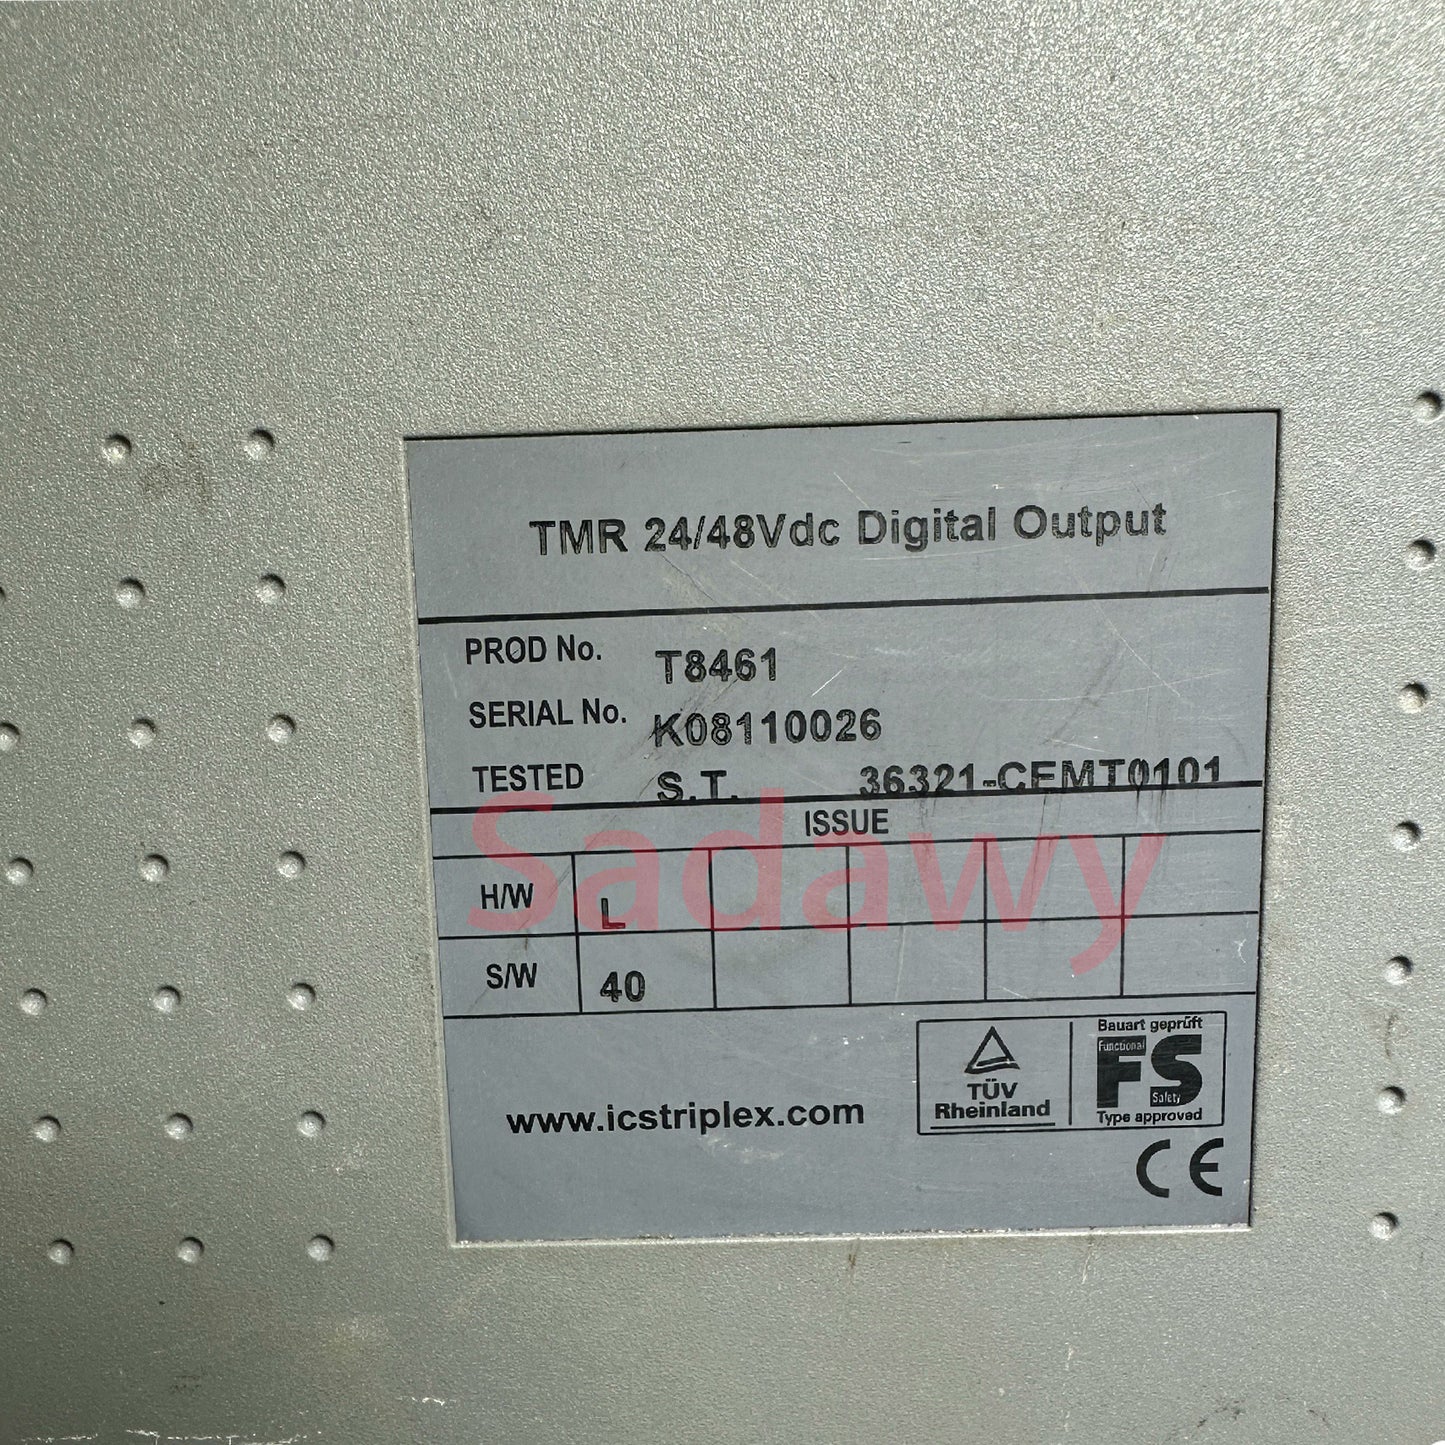 TMR 24/48Vdc Digital Output
PROD No. T8461
SERIAL No. K08110026
TESTED S.T. 36321-CEMT0101
ISSUE
H/W L
S/W 40
Sadawy
www.icstriplex.com
TÜV
Rheinland
Bauart geprüft
Functional
FS
Safety
Type approved
CE